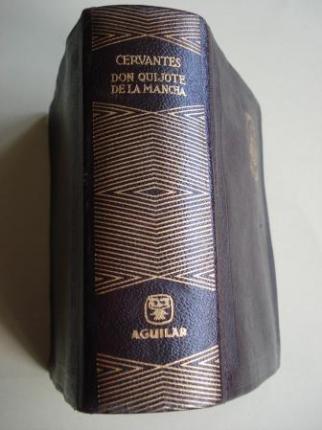 CERVANTES
DON QUIJOTE
DE LA MANCHA
AGUILAR